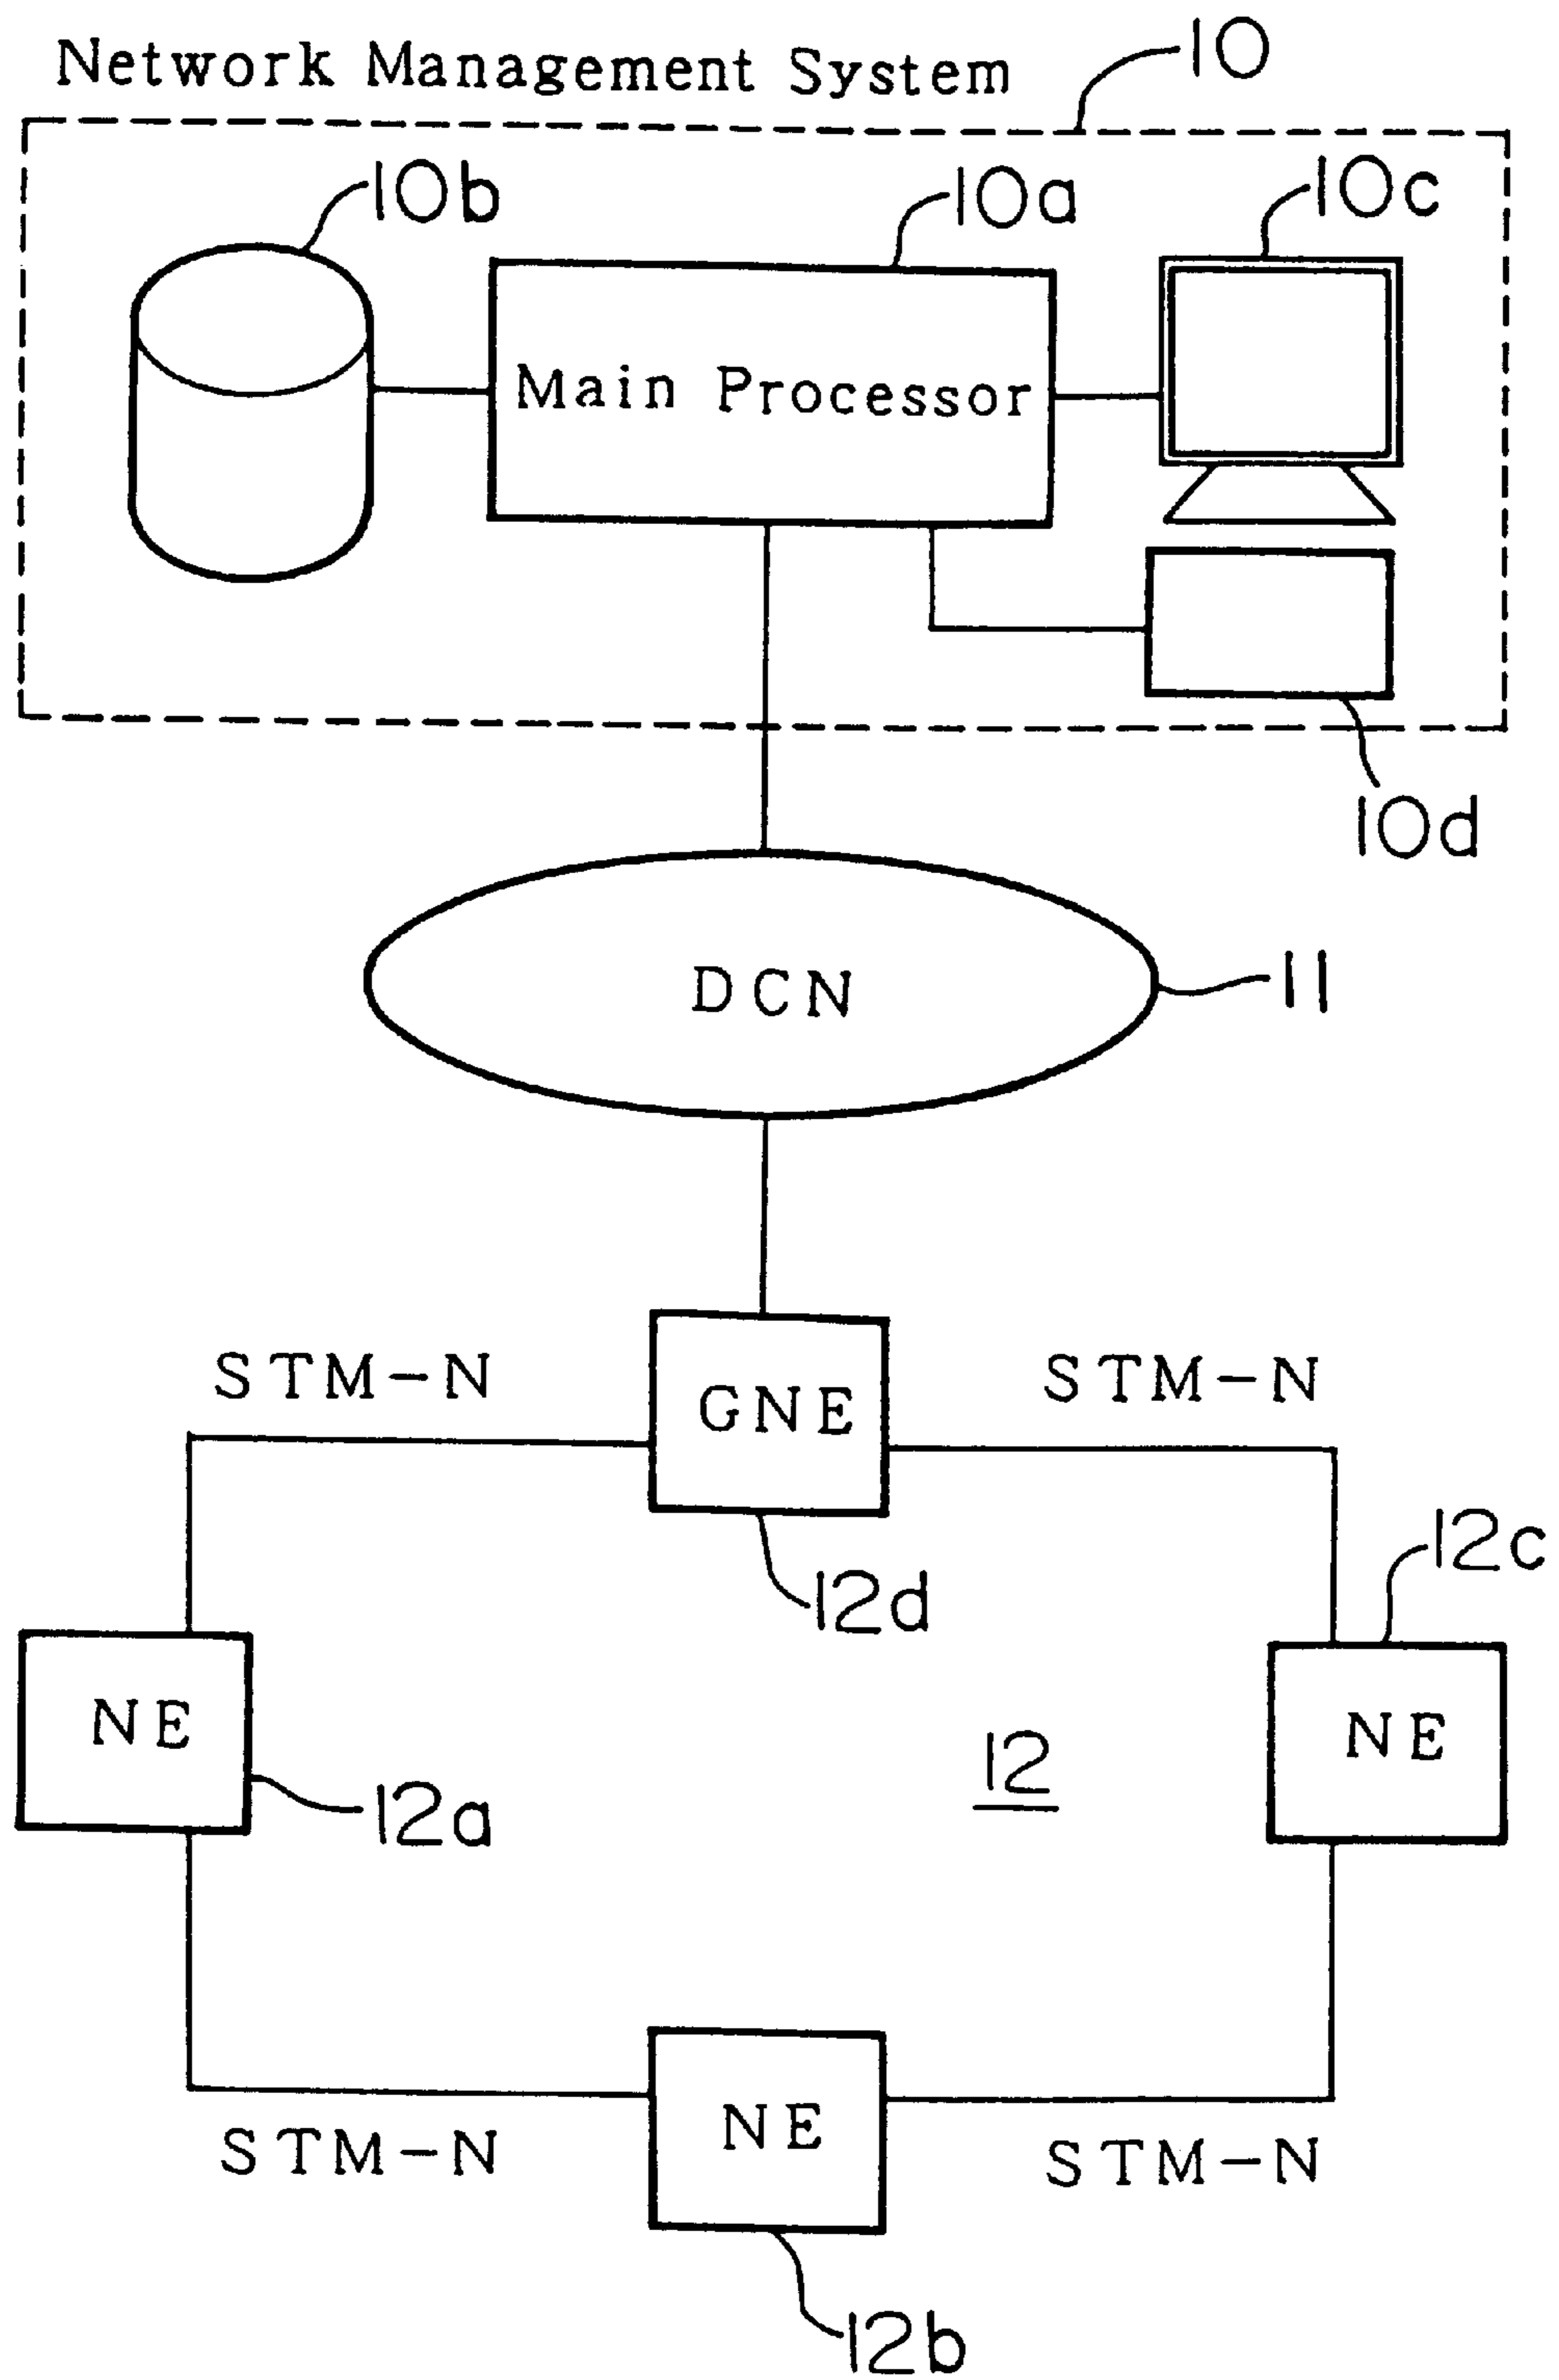 Network Management System
10
10b
10a
10c
Main Processor
10d
DCN
11
STM-N
GNE
STM-N
12c
12d
NE
NE
12
12a
NE
STM-N
STM-N
12b